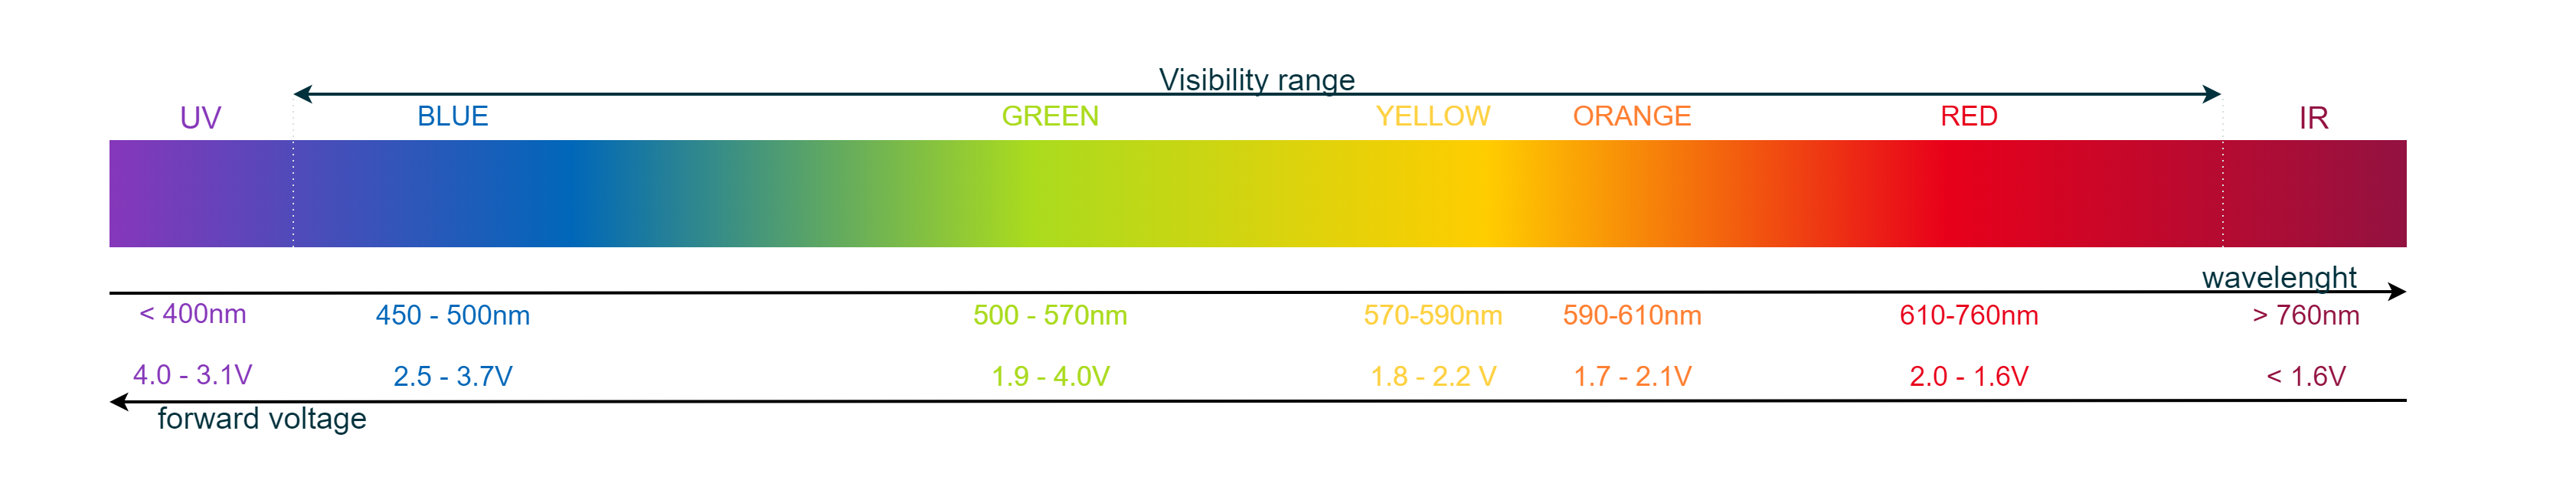 Visibility range
UV BLUE GREEN YELLOW ORANGE RED IR
wavelenght
< 400nm 450 - 500nm 500 - 570nm 570-590nm 590-610nm 610-760nm > 760nm
4.0 - 3.1V 2.5 - 3.7V 1.9 - 4.0V 1.8 - 2.2 V 1.7 - 2.1V 2.0 - 1.6V < 1.6V
forward voltage